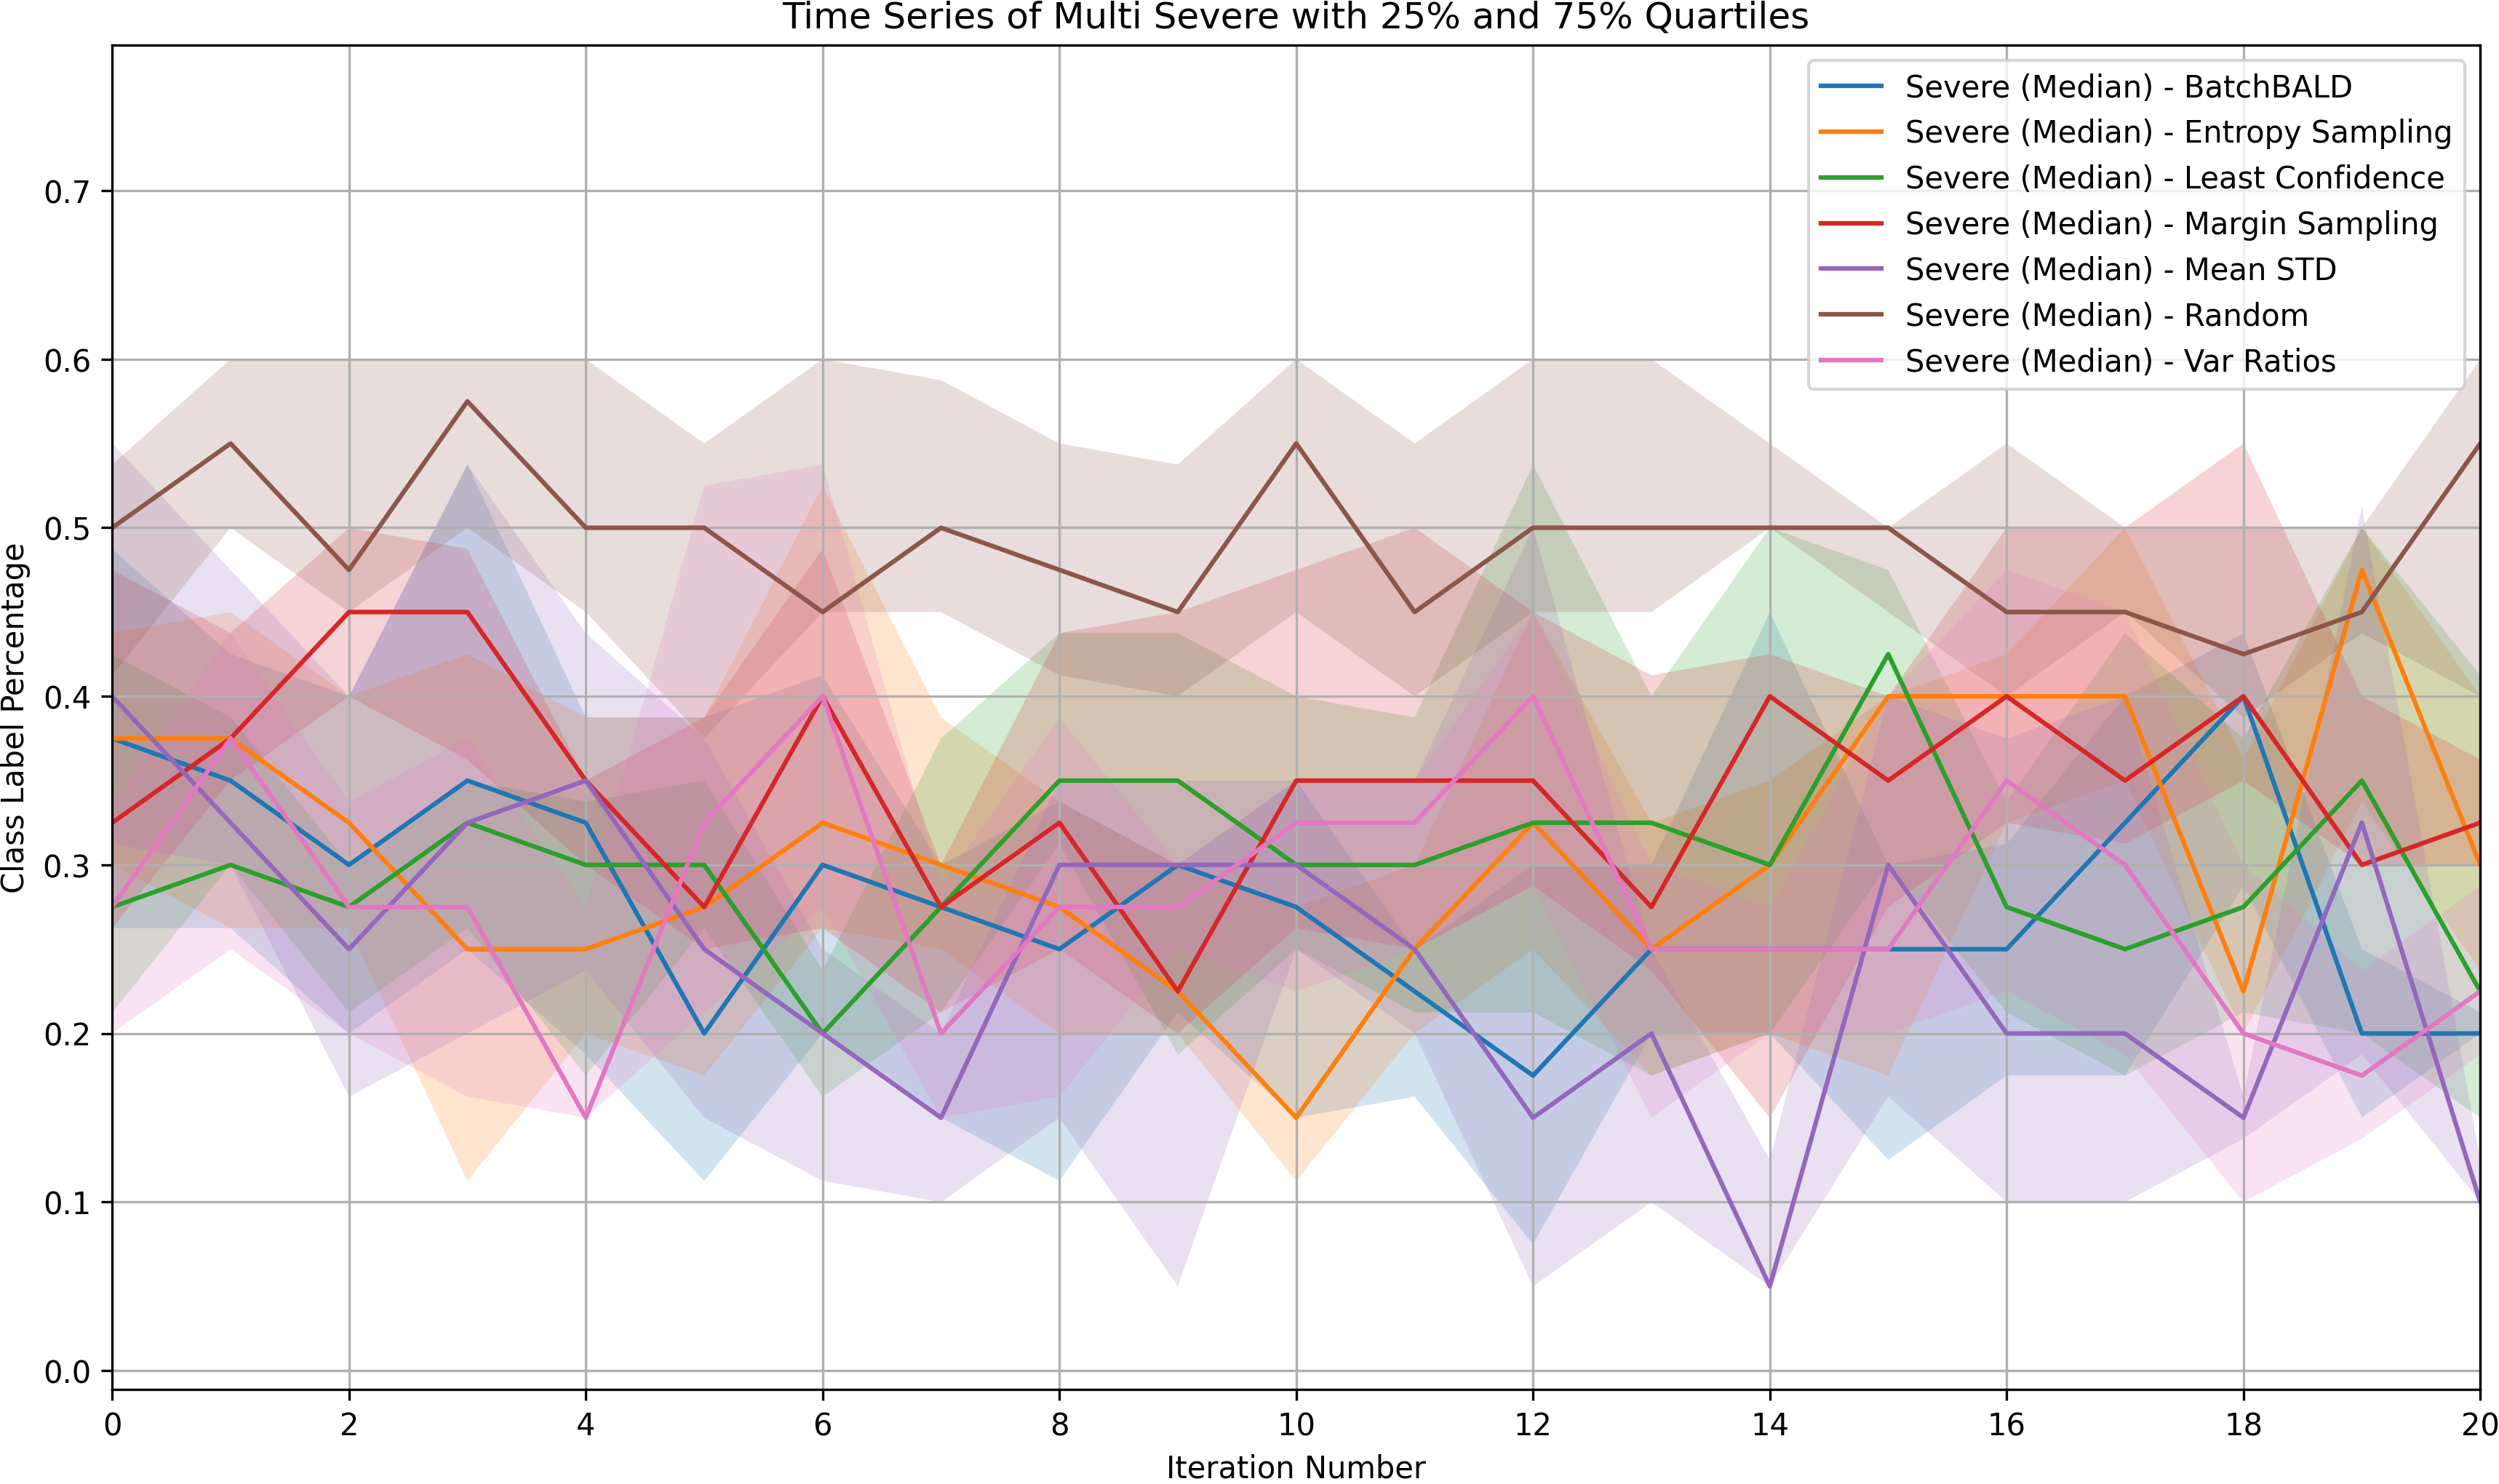 Time Series of Multi Severe with 25% and 75% Quartiles
Severe (Median) - BatchBALD
Severe (Median) - Entropy Sampling
Severe (Median) - Least Confidence
Severe (Median) - Margin Sampling
Severe (Median) - Mean STD
Severe (Median) - Random
Severe (Median) - Var Ratios
Class Label Percentage
0.7
0.6
0.5
0.4
0.3
0.2
0.1
0.0
0 2 4 6 8 10 12 14 16 18 20
Iteration Number